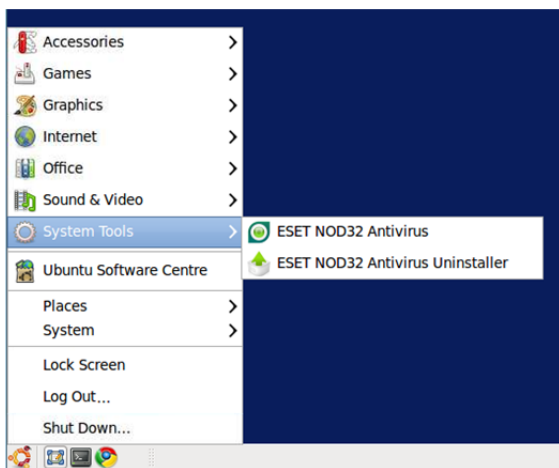 Accessories
Games
Graphics
Internet
Office
Sound & Video
System Tools
ESET NOD32 Antivirus
ESET NOD32 Antivirus Uninstaller
Ubuntu Software Centre
Places
System
Lock Screen
Log Out...
Shut Down...